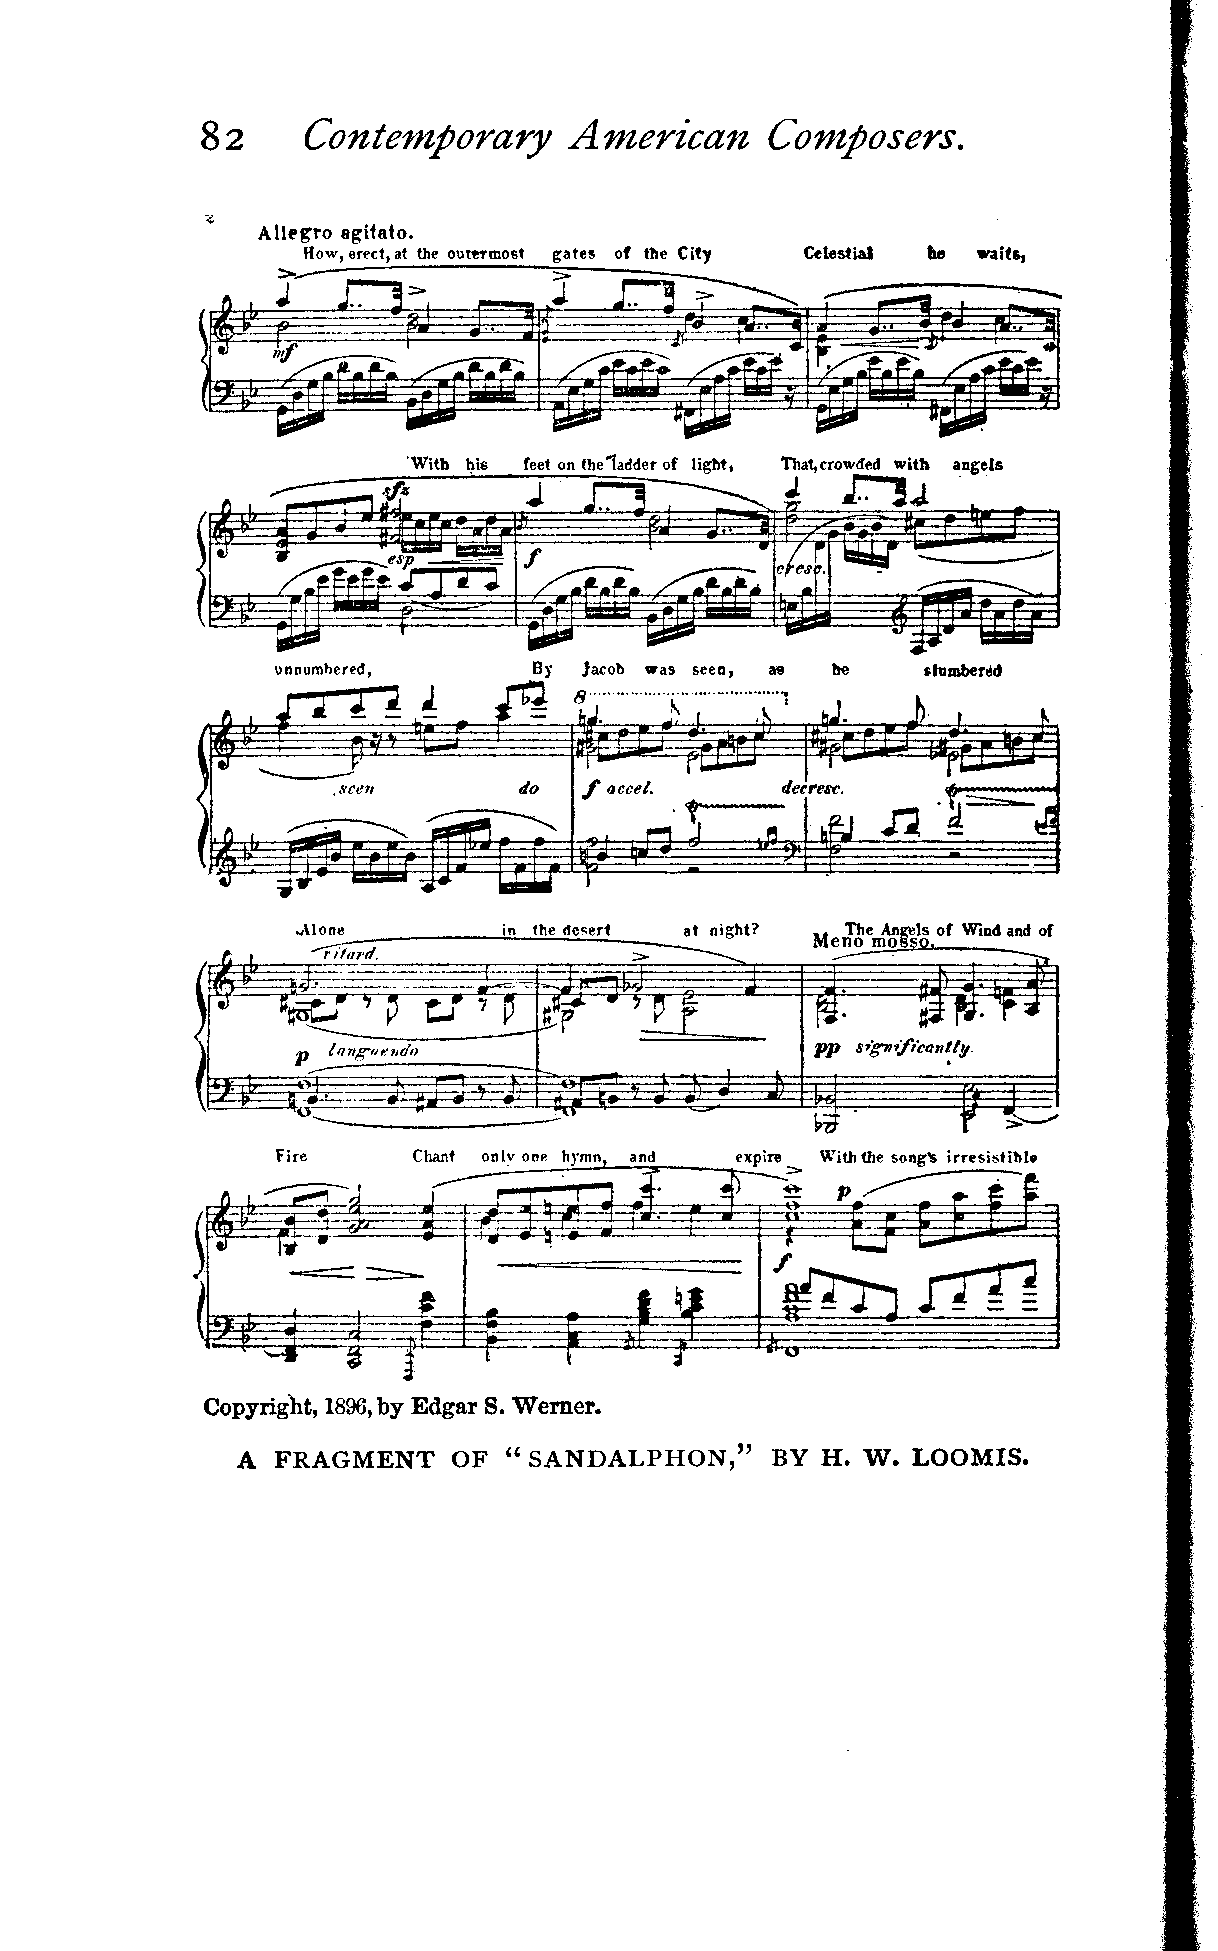 82 Contemporary American Composers.
Allegro agitato.
How, erect, at the outermost gates of the City Celestial he waits,
mf
With his feet on the ladder of light, That, crowded with angels
sfz
esp f cresc.
unnumbered, By Jacob was seen, as he slumbered
8
scen do f accel. decresc.
Alone in the desert at night? The Angels of Wind and of
ritard. Meno mosso.
p languendo pp significantly.
Fire Chant only one hymn, and expire With the song's irresistible
p
f
Copyright, 1896, by Edgar S. Werner.
A FRAGMENT OF "SANDALPHON," BY H. W. LOOMIS.